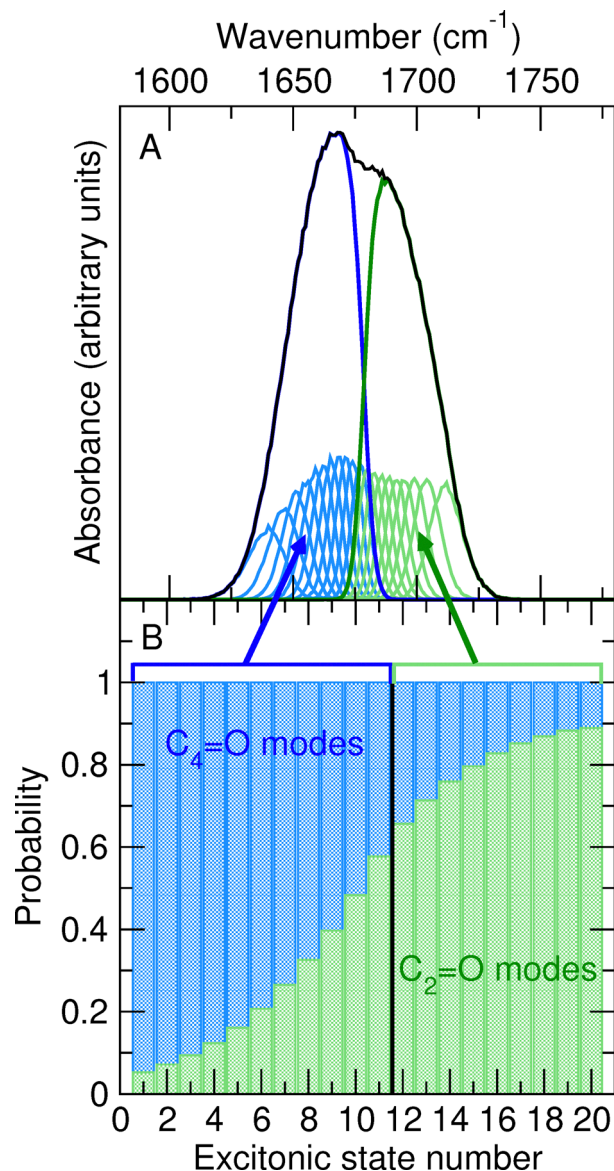 Wavenumber (cm⁻¹)
1600 1650 1700 1750
A
Absorbance (arbitrary units)
B
1
0.8
0.6
0.4
0.2
0
Probability
C₄=O modes
C₂=O modes
0 2 4 6 8 10 12 14 16 18 20
Excitonic state number